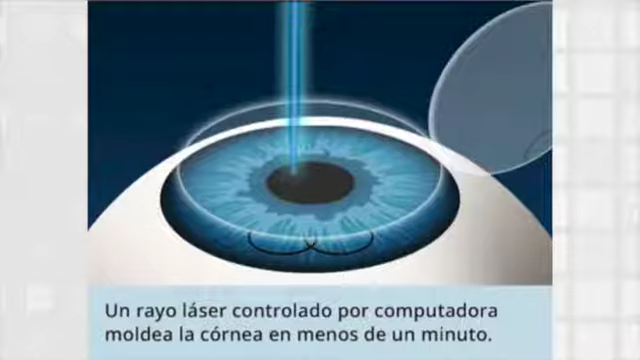 Un rayo láser controlado por computadora
moldea la córnea en menos de un minuto.